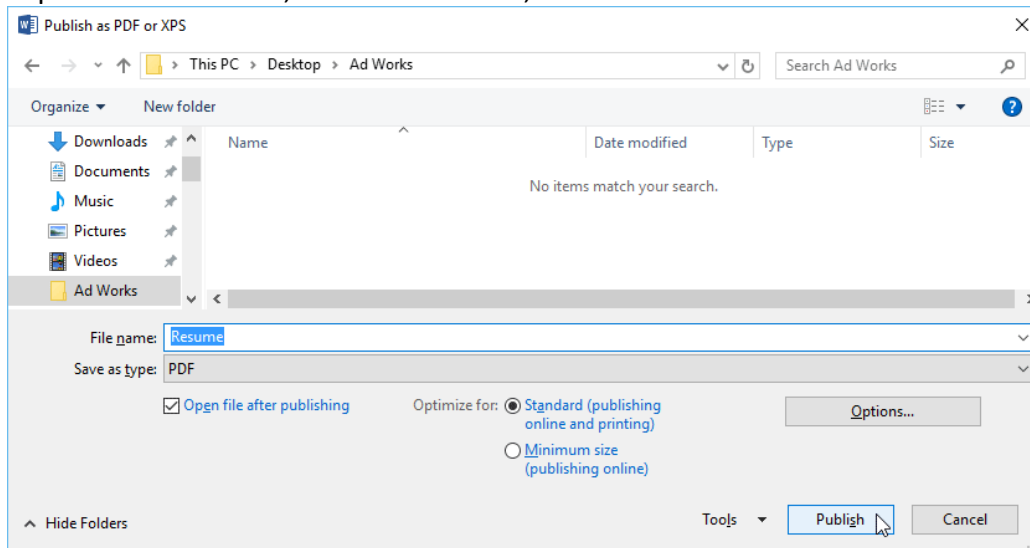 Publish as PDF or XPS
This PC > Desktop > Ad Works
Search Ad Works
Organize
New folder
Name
Date modified
Type
Size
Downloads
Documents
Music
Pictures
Videos
Ad Works
No items match your search.
File name: Resume
Save as type: PDF
Open file after publishing
Optimize for:
Standard (publishing
online and printing)
Minimum size
(publishing online)
Options...
Hide Folders
Tools
Publish
Cancel